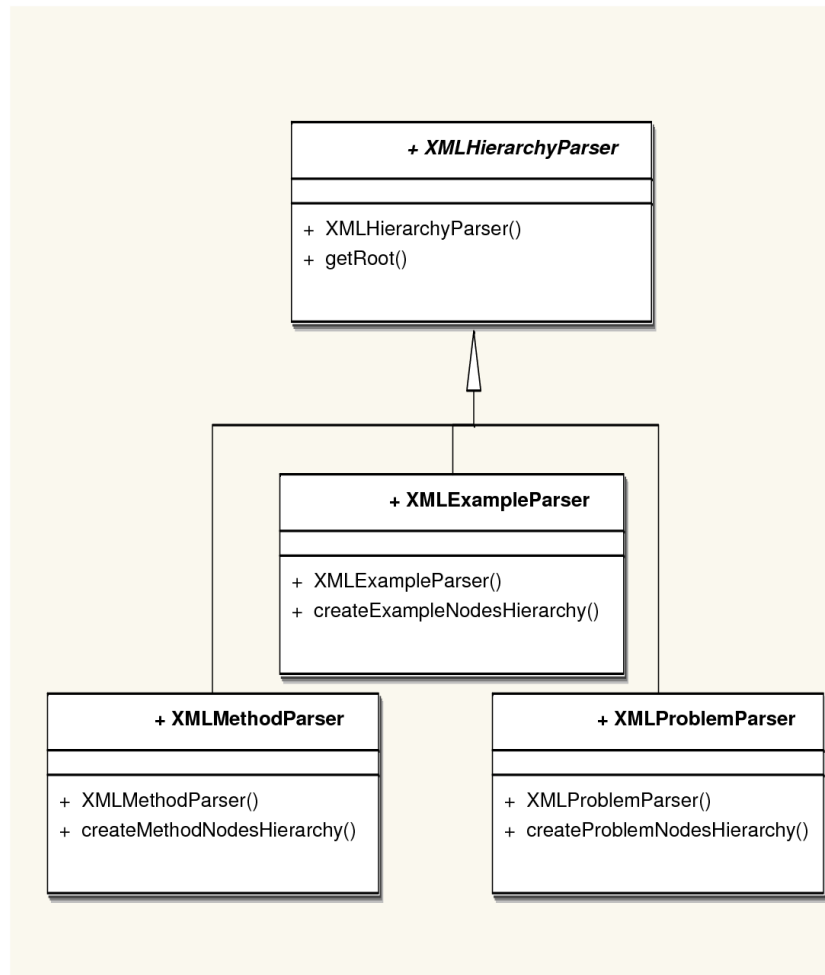 + XMLHierarchyParser
+ XMLHierarchyParser()
+ getRoot()
+ XMLExampleParser
+ XMLExampleParser()
+ createExampleNodesHierarchy()
+ XMLMethodParser
+ XMLMethodParser()
+ createMethodNodesHierarchy()
+ XMLProblemParser
+ XMLProblemParser()
+ createProblemNodesHierarchy()